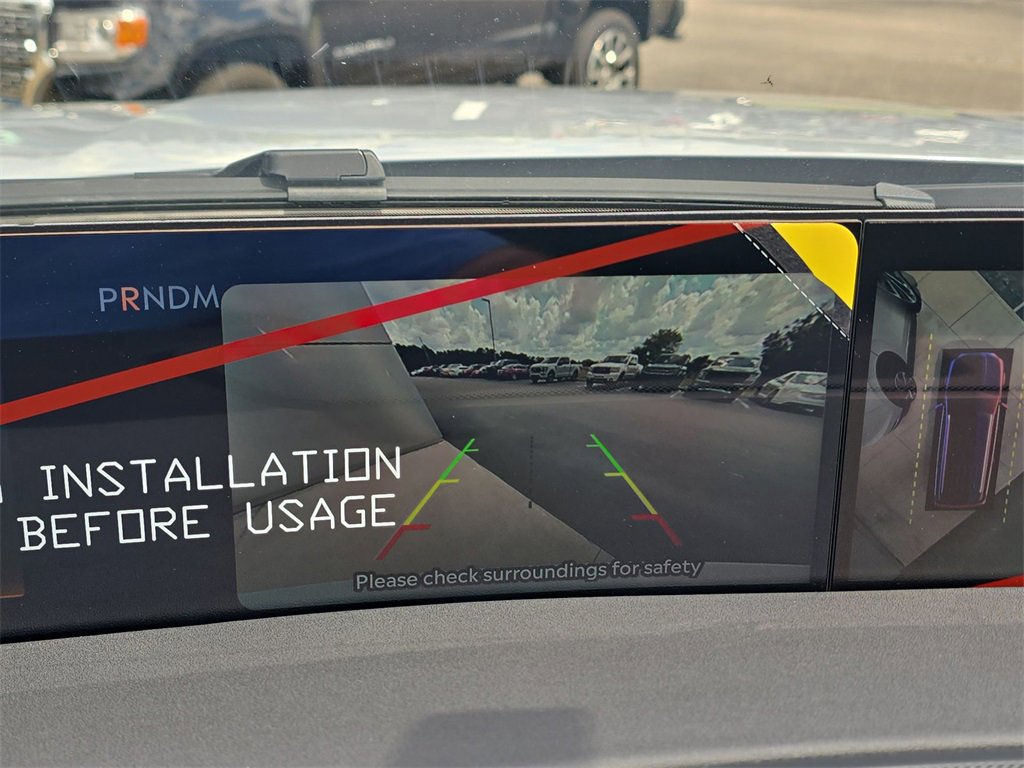 PRNDM
INSTALLATION
BEFORE USAGE
Please check surroundings for safety